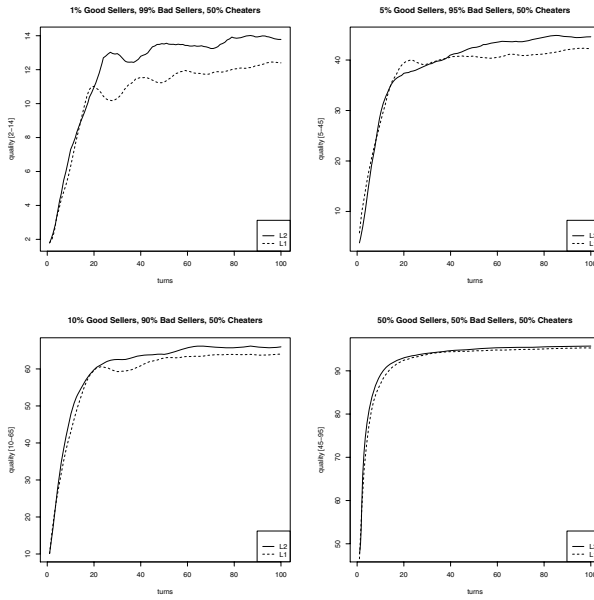 1% Good Sellers, 99% Bad Sellers, 50% Cheaters
quality [2−14]
14
12
10
8
6
4
2
0 20 40 60 80 100
turns
L2
L1
5% Good Sellers, 95% Bad Sellers, 50% Cheaters
quality [5−45]
40
30
20
10
0 20 40 60 80 100
turns
10% Good Sellers, 90% Bad Sellers, 50% Cheaters
quality [10−65]
60
50
40
30
20
10
0 20 40 60 80 100
turns
L2
L1
50% Good Sellers, 50% Bad Sellers, 50% Cheaters
quality [45−95]
90
80
70
60
50
0 20 40 60 80 100
turns